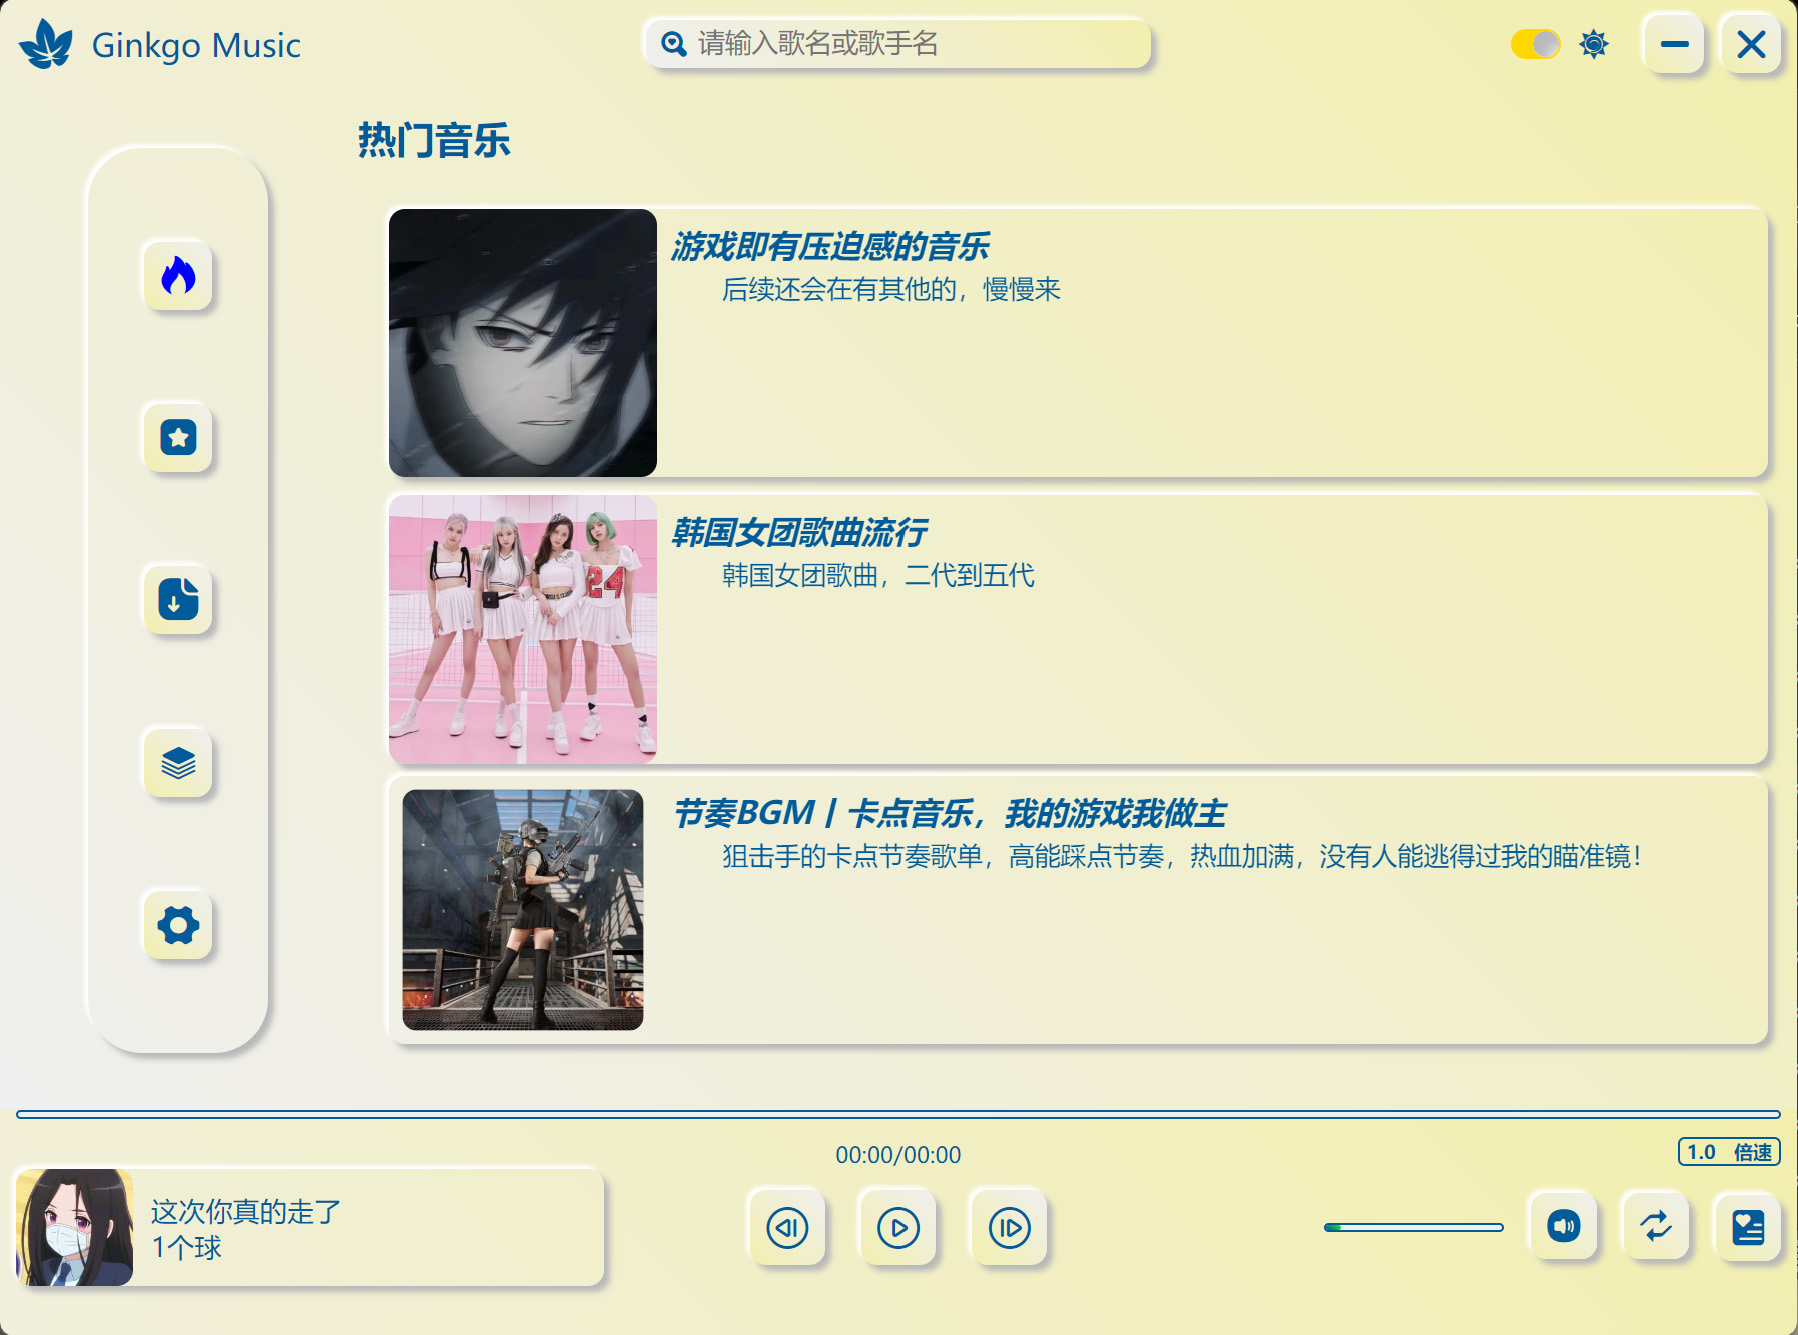 Ginkgo Music
请输入歌名或歌手名
热门音乐
游戏即有压迫感的音乐
后续还会在有其他的，慢慢来
韩国女团歌曲流行
韩国女团歌曲，二代到五代
24
节奏BGM丨卡点音乐，我的游戏我做主
狙击手的卡点节奏歌单，高能踩点节奏，热血加满，没有人能逃得过我的瞄准镜！
00:00/00:00
1.0 倍速
这次你真的走了
1个球